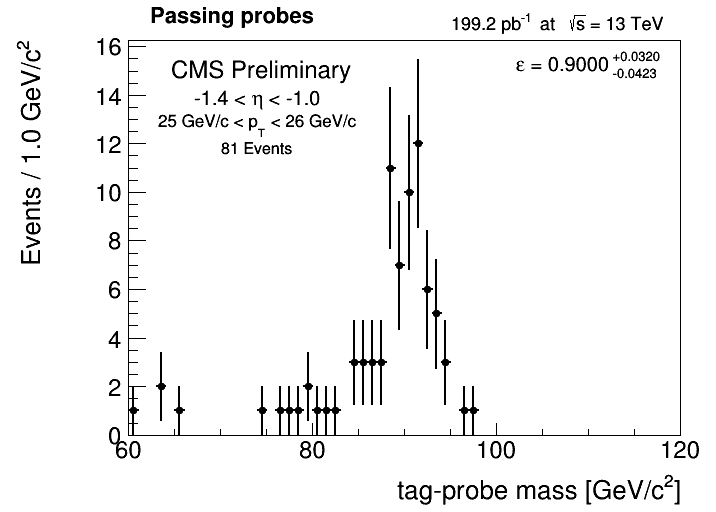 Passing probes
199.2 pb⁻¹ at √s = 13 TeV
CMS Preliminary
ε = 0.9000 +0.0320 -0.0423
-1.4 < η < -1.0
25 GeV/c < p_T < 26 GeV/c
81 Events
Events / 1.0 GeV/c²
16
14
12
10
8
6
4
2
0
60 80 100 120
tag-probe mass [GeV/c²]